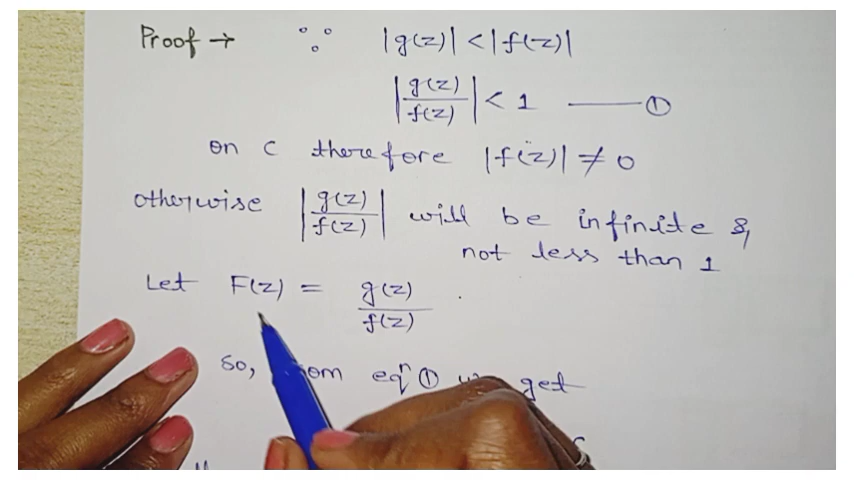 Proof → ∵ |g(z)| < |f(z)|
|g(z)/f(z)| < 1 —— ①
on c therefore |f(z)| ≠ 0
otherwise |g(z)/f(z)| will be infinite &
not less than 1
Let F(z) = g(z)/f(z)
so, eqⁿ ① get